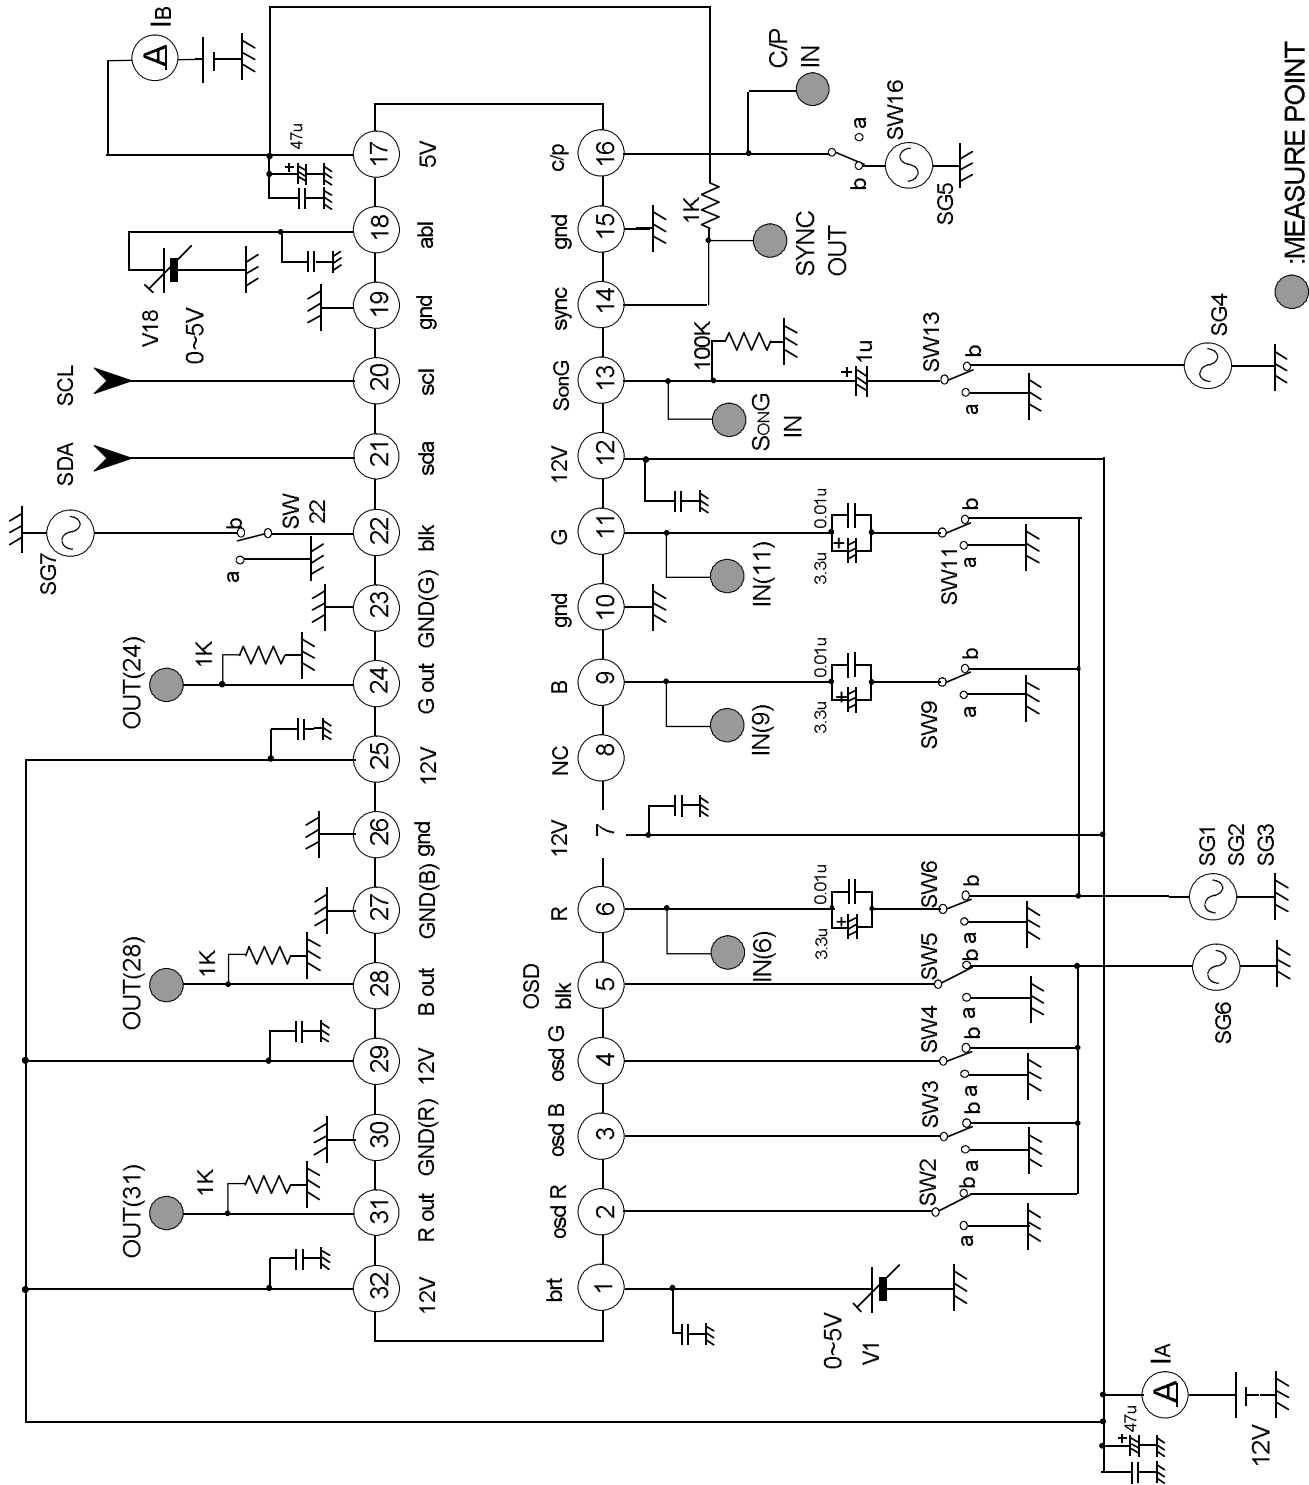 IB
A
47u
17
5V
18
abl
V18
0~5V
19
gnd
SCL
20
scl
SDA
21
sda
SG7
b
a
SW
22
22
blk
23
GND(G)
OUT(24)
1K
24
G out
25
12V
26
gnd
27
GND(B)
OUT(28)
1K
28
B out
29
12V
30
GND(R)
OUT(31)
1K
31
R out
32
12V
C/P
IN
c/p
16
a
b
SW16
SG5
gnd
15
1K
SYNC
OUT
sync
14
100K
SONG
13
SONG
IN
1u
SW13
a
b
SG4
12V
12
G
11
IN(11)
0.01u
3.3u
SW11
a
b
gnd
10
B
9
IN(9)
0.01u
3.3u
SW9
a
b
NC
8
12V
7
R
6
IN(6)
0.01u
3.3u
SW6
a
b
SG1
SG2
SG3
OSD
blk
5
SW5
a
b
SG6
osd G
4
SW4
a
b
osd B
3
SW3
a
b
osd R
2
SW2
a
b
brt
1
0~5V
V1
IA
A
47u
12V
:MEASURE POINT